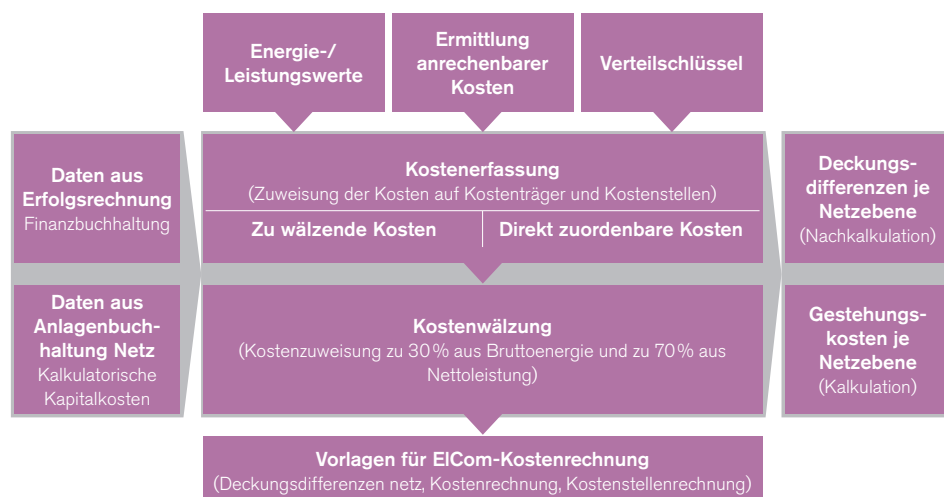 Energie-/
Leistungswerte
Ermittlung
anrechenbarer
Kosten
Verteilschlüssel
Daten aus
Erfolgsrechnung
Finanzbuchhaltung
Kostenerfassung
(Zuweisung der Kosten auf Kostenträger und Kostenstellen)
Zu wälzende Kosten
Direkt zuordenbare Kosten
Deckungs-
differenzen je
Netzebene
(Nachkalkulation)
Daten aus
Anlagenbuch-
haltung Netz
Kalkulatorische
Kapitalkosten
Kostenwälzung
(Kostenzuweisung zu 30% aus Bruttoenergie und zu 70% aus
Nettoleistung)
Gestehungs-
kosten je
Netzebene
(Kalkulation)
Vorlagen für ElCom-Kostenrechnung
(Deckungsdifferenzen netz, Kostenrechnung, Kostenstellenrechnung)